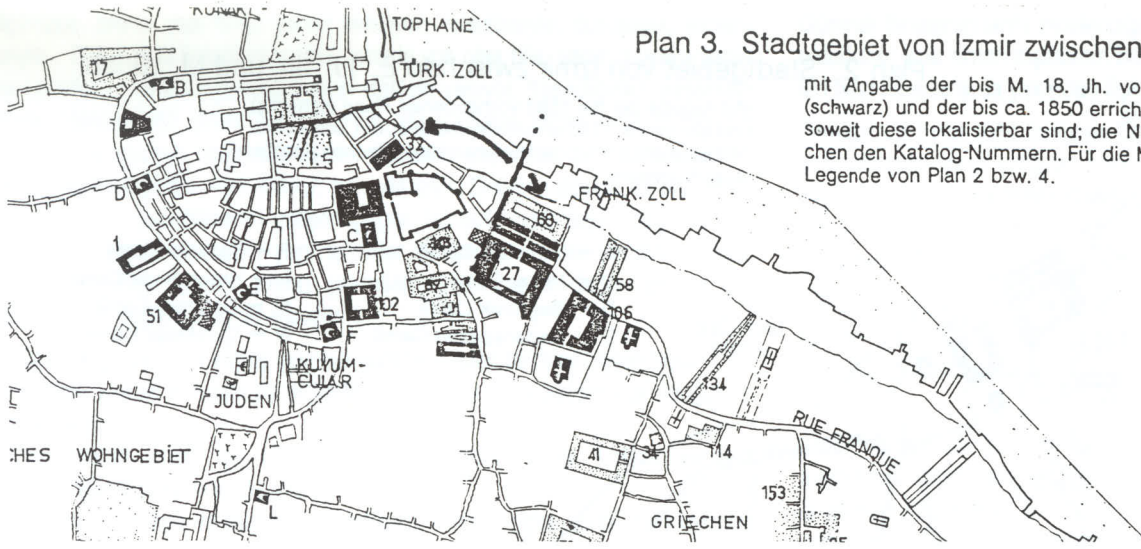 Plan 3. Stadtgebiet von Izmir zwischen
mit Angabe der bis M. 18. Jh. vo
(schwarz) und der bis ca. 1850 errich
soweit diese lokalisierbar sind; die N
chen den Katalog-Nummern. Für die M
Legende von Plan 2 bzw. 4.
KONAK-
TOPHANE
TÜRK. ZOLL
17
B
32
FRÄNK. ZOLL
D
60
C
1
27
58
E
51
102
106
F
KUYUM-
CULAR
JUDEN
134
RUE FRANQUE
CHES WOHNGEBIET
41
34
114
153
L
GRIECHEN